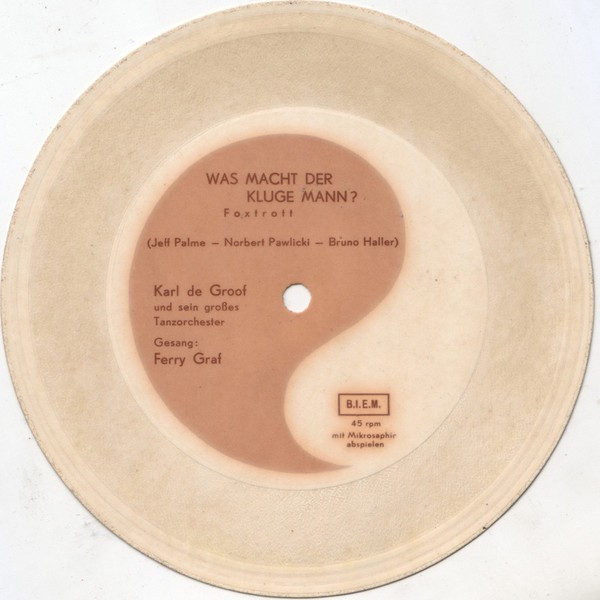 WAS MACHT DER
KLUGE MANN?
Foxtrott
(Jeff Palme – Norbert Pawlicki – Bruno Haller)
Karl de Groof
und sein großes
Tanzorchester
Gesang:
Ferry Graf
B.I.E.M.
45 rpm
mit Mikrosaphir
abspielen